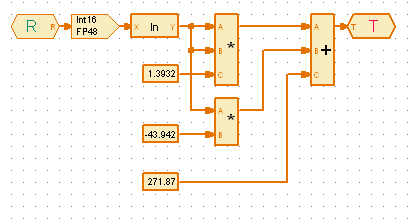 R R
Int16
FP48
X ln Y
A
B
C
*
1.3932
A
B
*
-43.942
271.87
A
B
C
+
T T